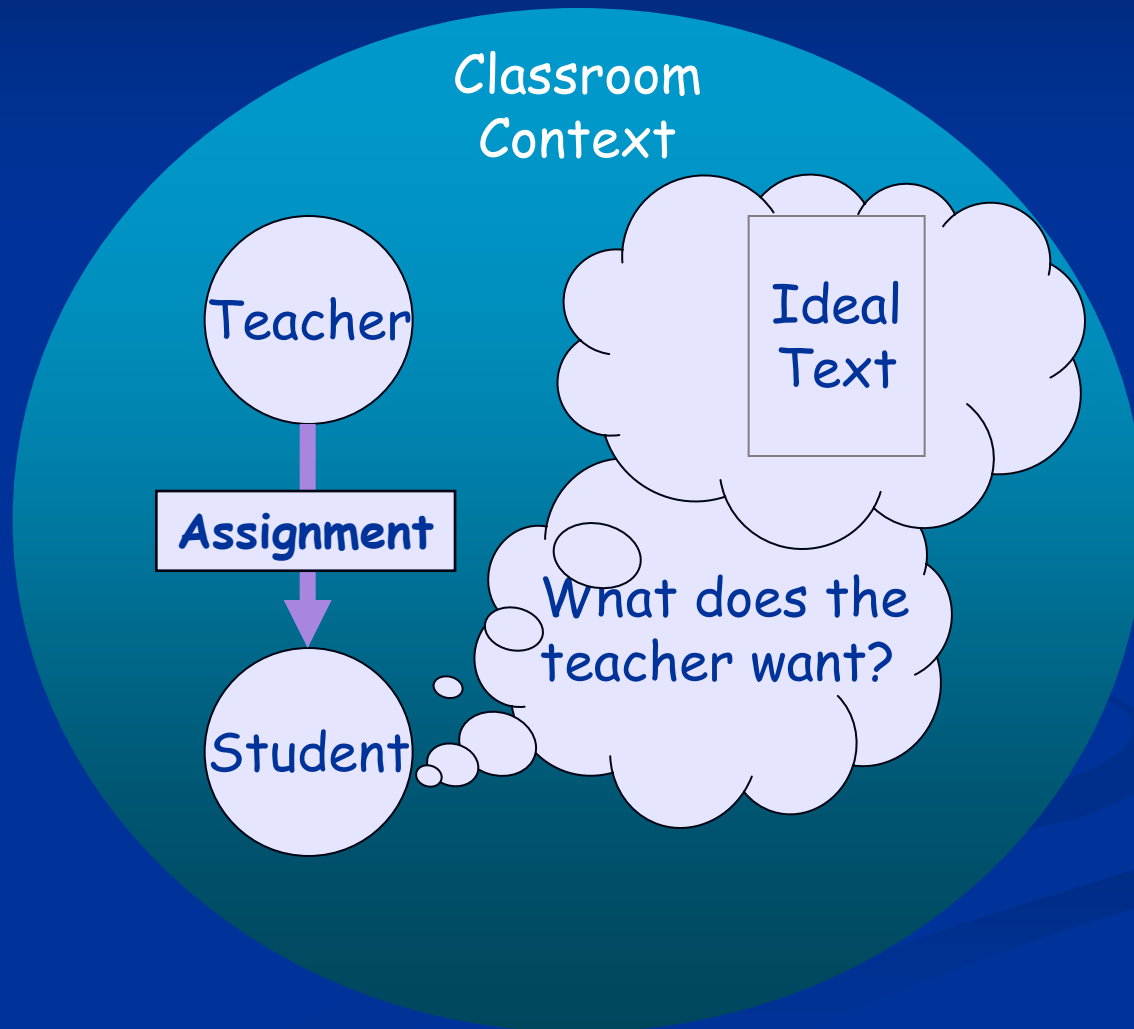 Classroom
Context
Teacher
Ideal
Text
Assignment
What does the
teacher want?
Student